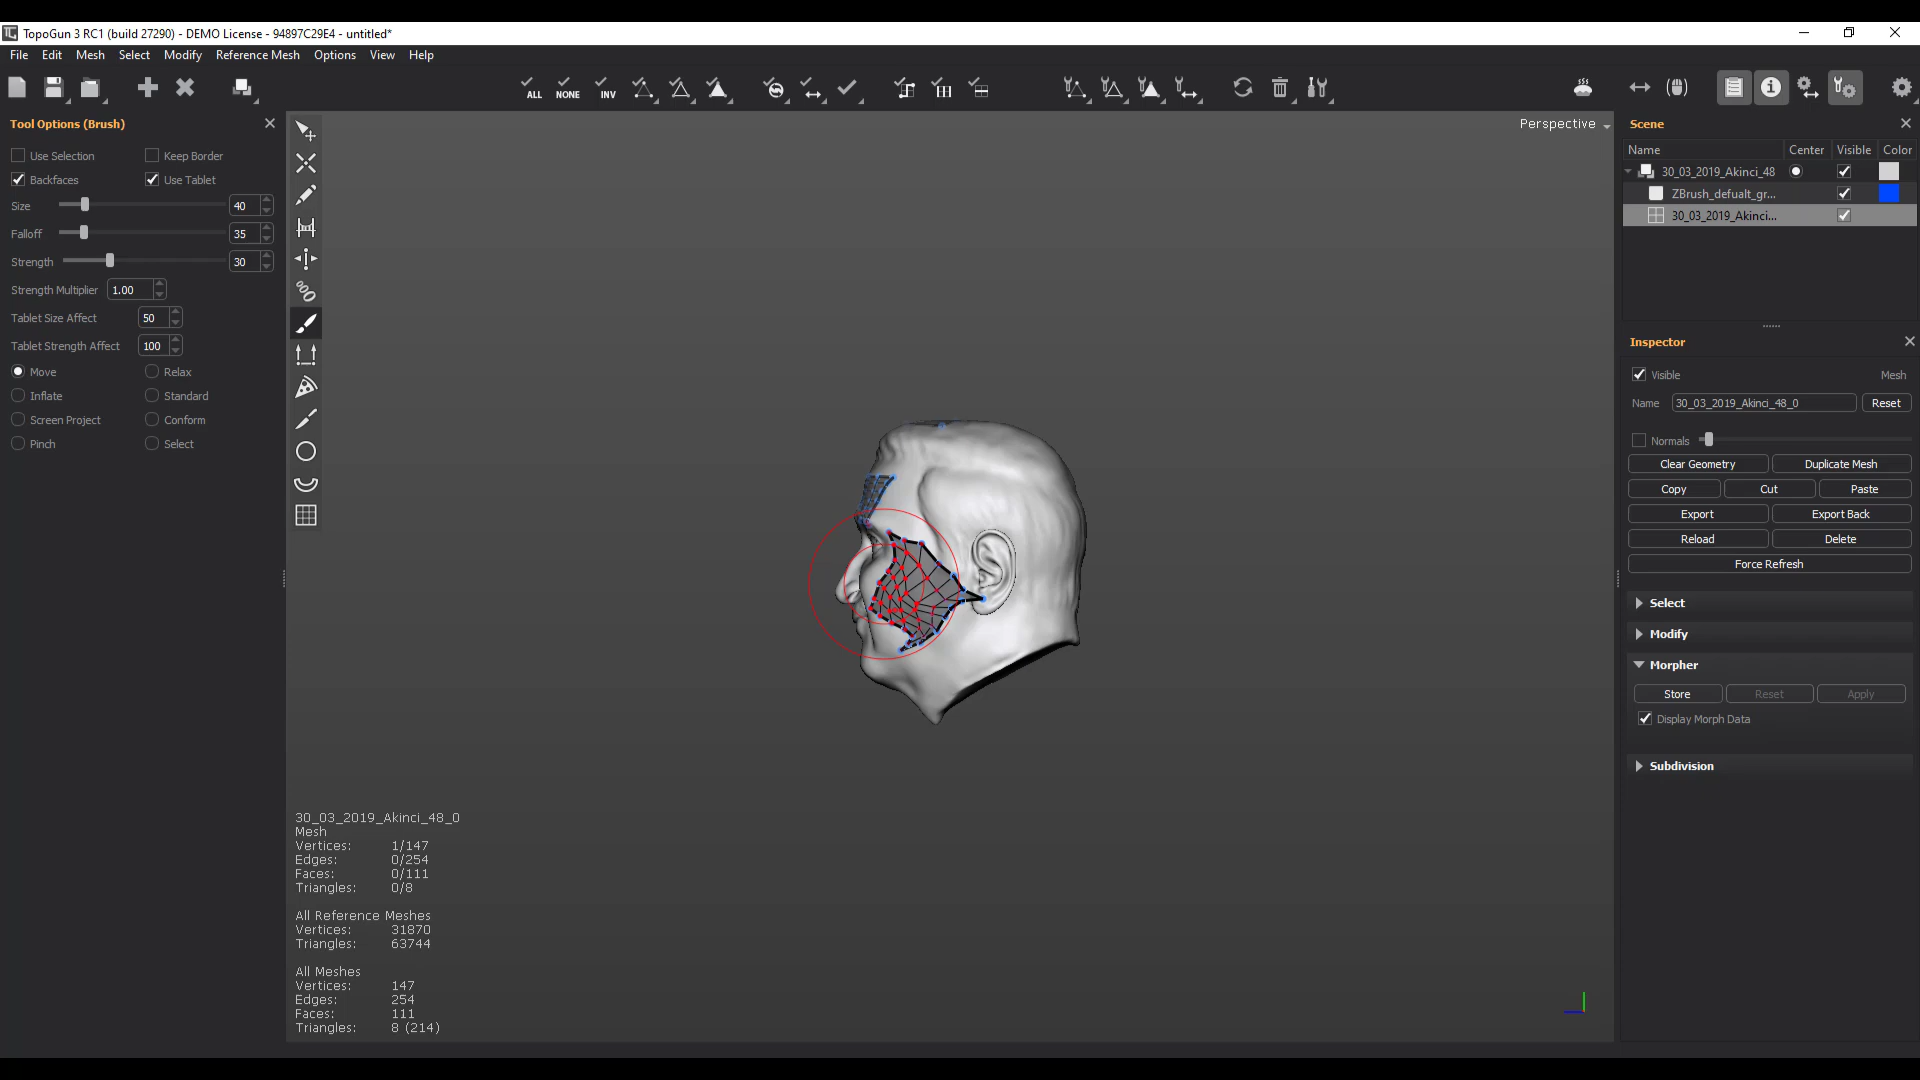 TopoGun 3 RC1 (build 27290) - DEMO License - 94897C29E4 - untitled*
File Edit Mesh Select Modify Reference Mesh Options View Help
ALL NONE INV
Tool Options (Brush)
Use Selection Keep Border
Backfaces Use Tablet
Size 40
Falloff 35
Strength 30
Strength Multiplier 1.00
Tablet Size Affect 50
Tablet Strength Affect 100
Move Relax
Inflate Standard
Screen Project Conform
Pinch Select
Perspective
30_03_2019_Akinci_48_0
Mesh
Vertices: 1/147
Edges: 0/254
Faces: 0/111
Triangles: 0/8
All Reference Meshes
Vertices: 31870
Triangles: 63744
All Meshes
Vertices: 147
Edges: 254
Faces: 111
Triangles: 8 (214)
Scene
Name Center Visible Color
30_03_2019_Akinci_48
ZBrush_defualt_gr...
30_03_2019_Akinci...
Inspector
Visible Mesh
Name 30_03_2019_Akinci_48_0 Reset
Normals
Clear Geometry Duplicate Mesh
Copy Cut Paste
Export Export Back
Reload Delete
Force Refresh
Select
Modify
Morpher
Store Reset Apply
Display Morph Data
Subdivision